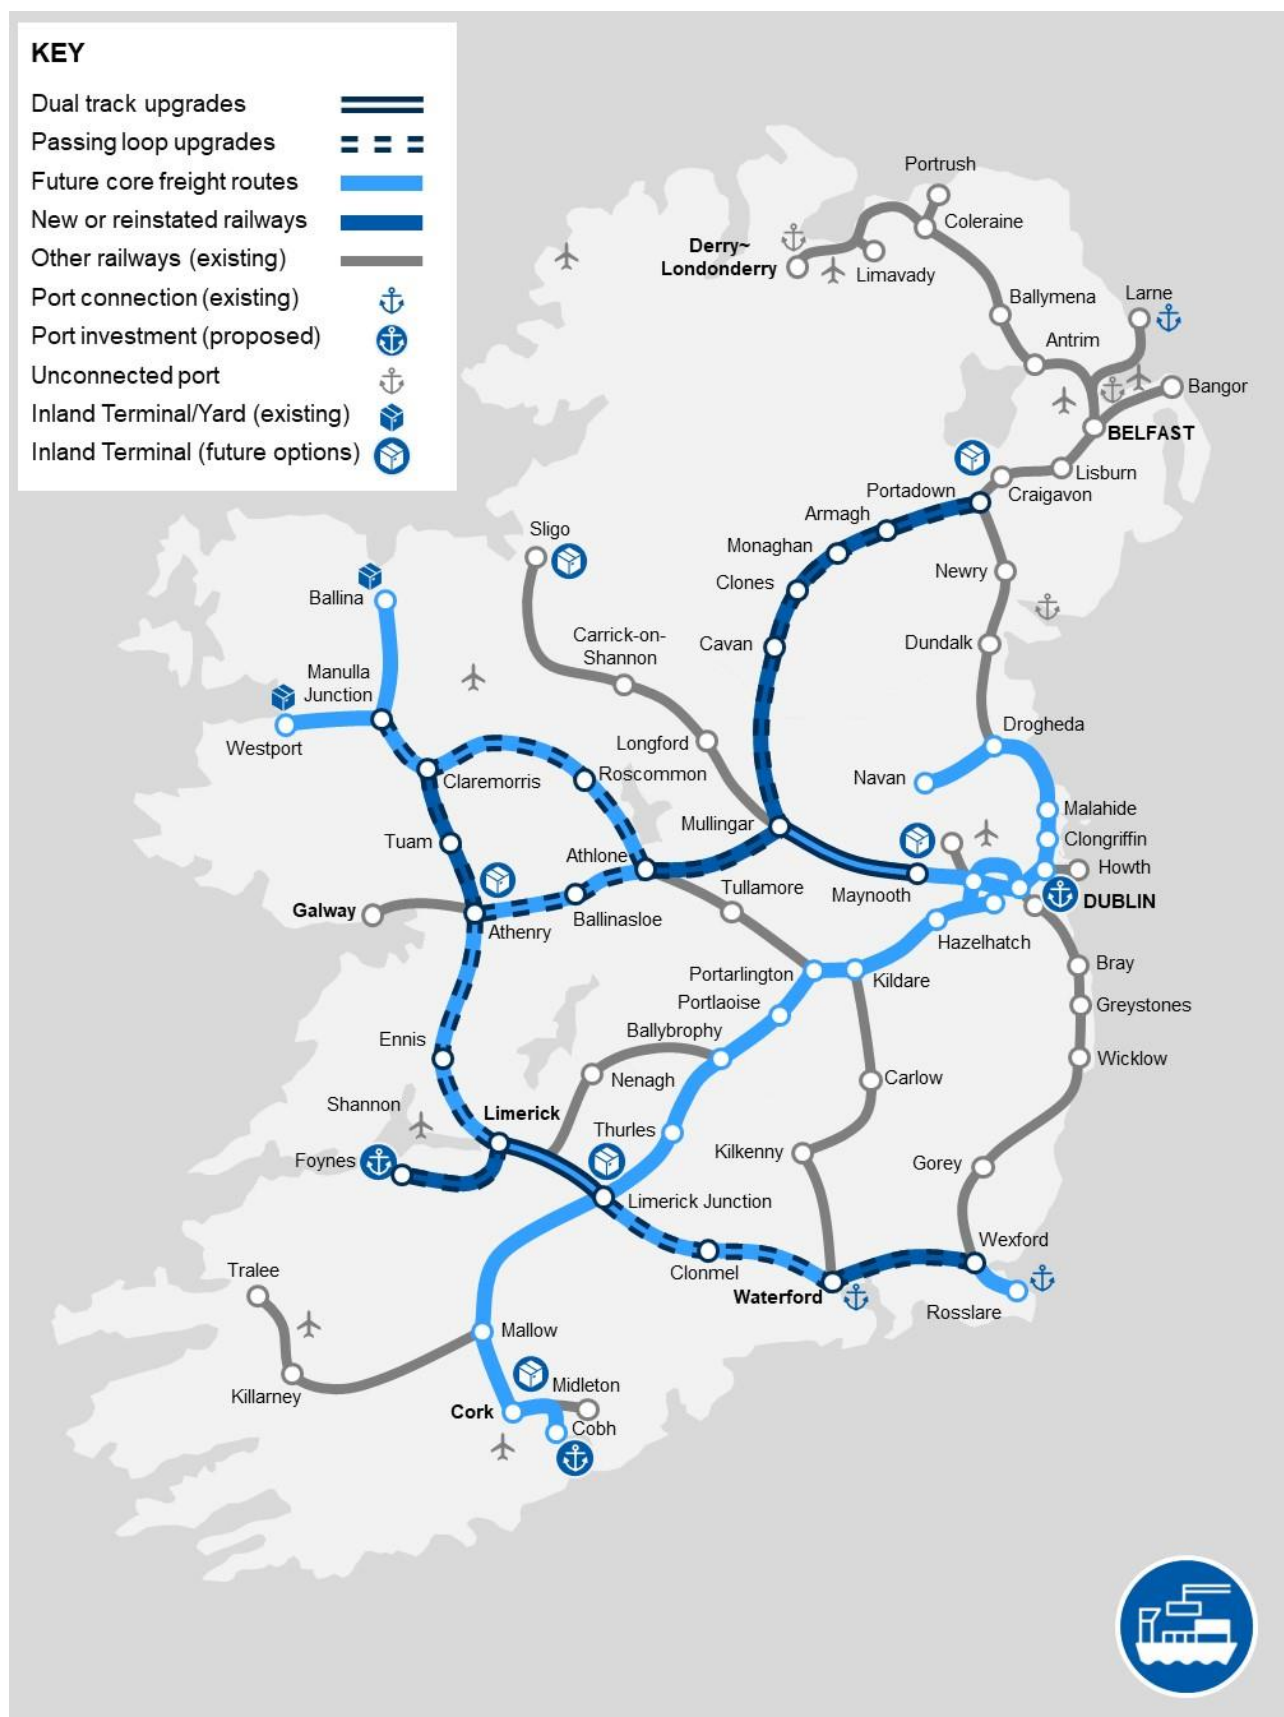 KEY
Dual track upgrades
Passing loop upgrades
Future core freight routes
New or reinstated railways
Other railways (existing)
Port connection (existing)
Port investment (proposed)
Unconnected port
Inland Terminal/Yard (existing)
Inland Terminal (future options)
Portrush
Coleraine
Derry~
Londonderry
Limavady
Ballymena
Larne
Antrim
Bangor
BELFAST
Lisburn
Craigavon
Portadown
Armagh
Monaghan
Clones
Newry
Sligo
Ballina
Carrick-on-
Shannon
Cavan
Dundalk
Manulla
Junction
Westport
Longford
Drogheda
Claremorris
Roscommon
Navan
Malahide
Mullingar
Clongriffin
Tuam
Athlone
Howth
Tullamore
Maynooth
DUBLIN
Galway
Athenry
Ballinasloe
Hazelhatch
Bray
Portarlington
Kildare
Portlaoise
Greystones
Ballybrophy
Ennis
Wicklow
Nenagh
Carlow
Shannon
Limerick
Thurles
Kilkenny
Foynes
Gorey
Limerick Junction
Wexford
Tralee
Clonmel
Waterford
Rosslare
Mallow
Killarney
Midleton
Cork
Cobh